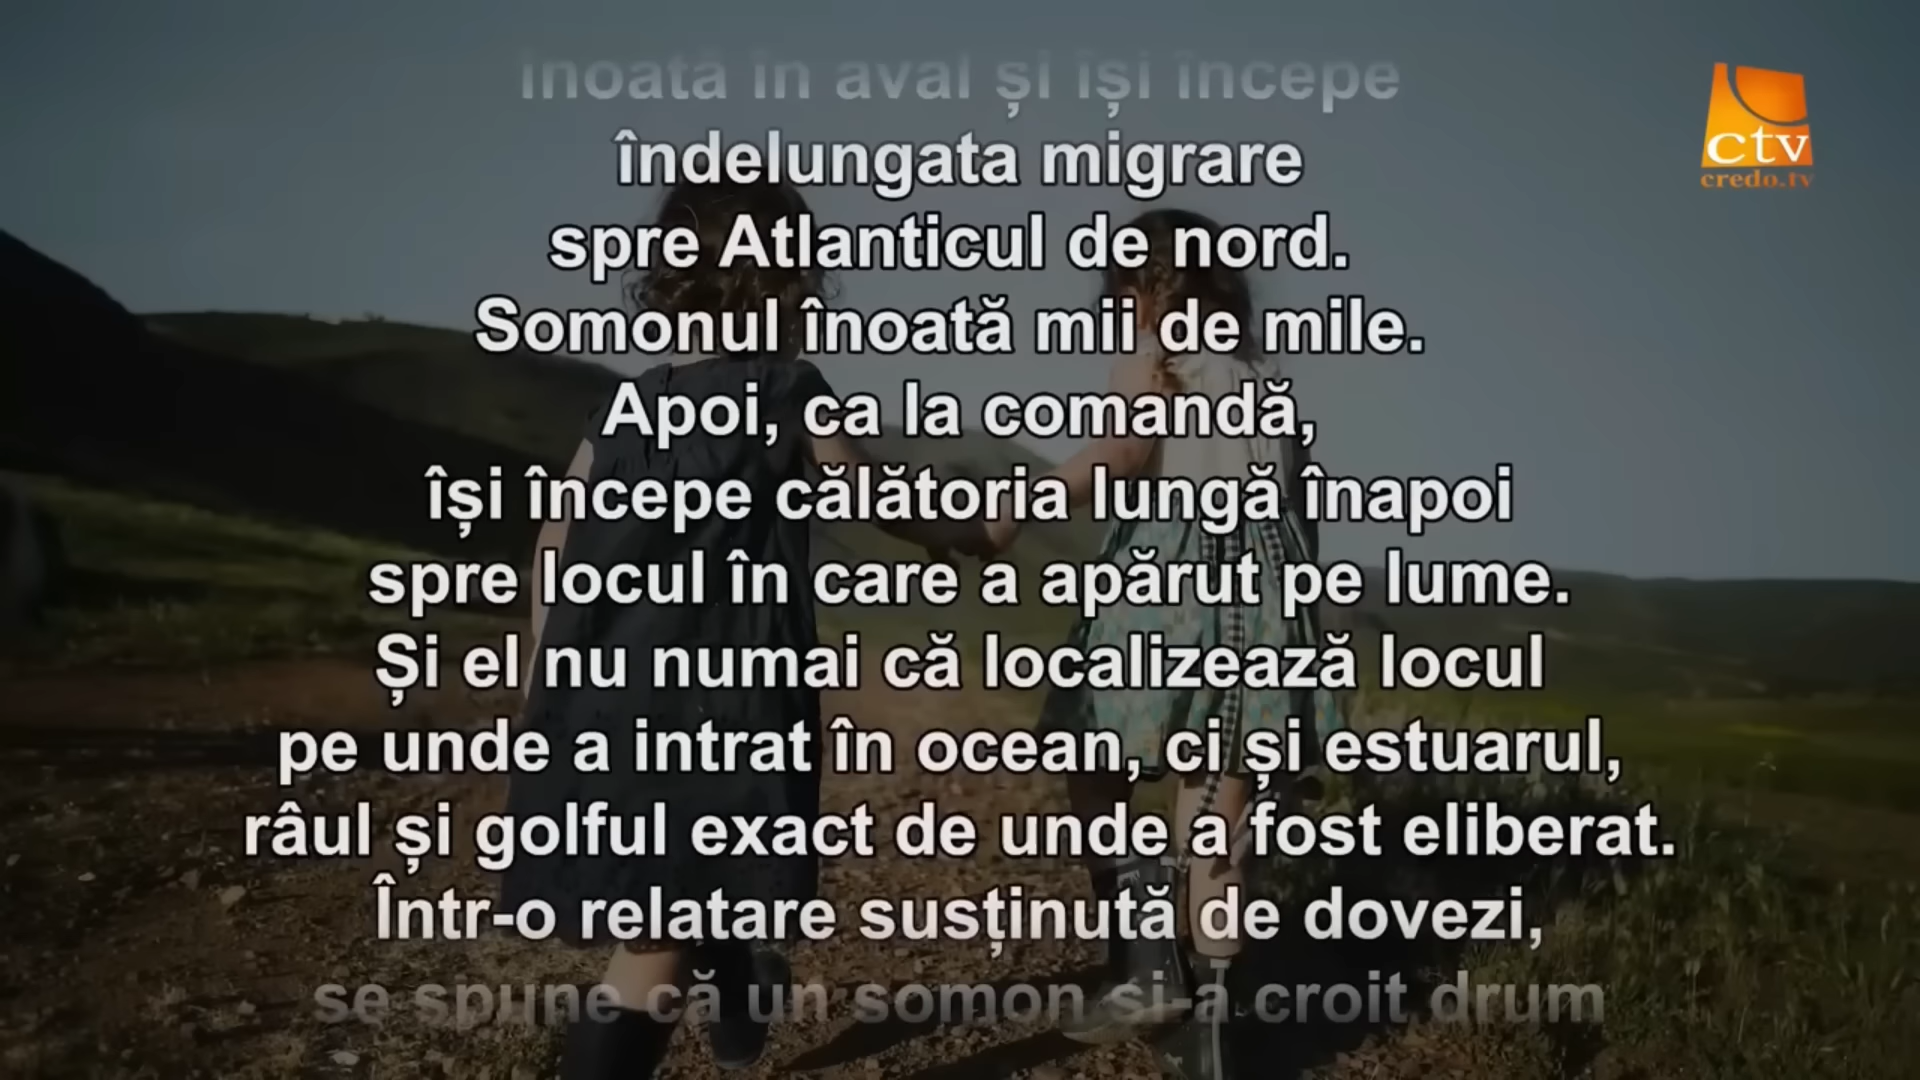 înoată în aval și își începe
îndelungata migrare
spre Atlanticul de nord.
Somonul înoată mii de mile.
Apoi, ca la comandă,
își începe călătoria lungă înapoi
spre locul în care a apărut pe lume.
Și el nu numai că localizează locul
pe unde a intrat în ocean, ci și estuarul,
râul și golful exact de unde a fost eliberat.
Într-o relatare susținută de dovezi,
se spune că un somon și-a croit drum
ctv
credo.tv